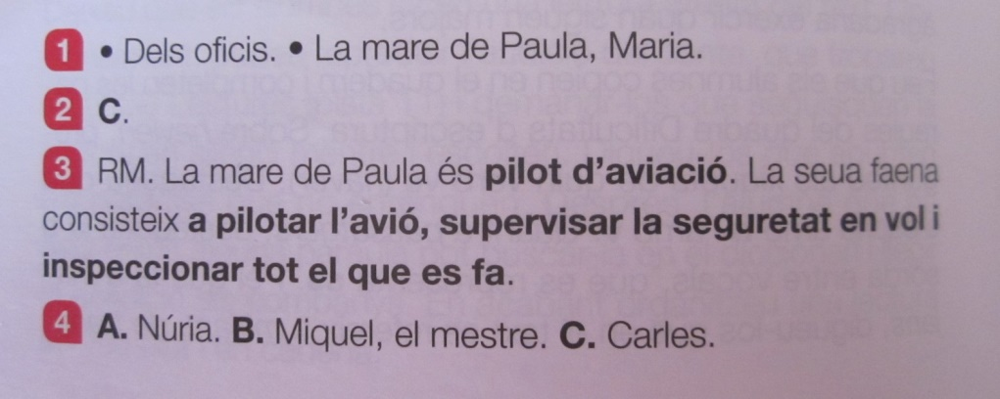 1 • Dels oficis. • La mare de Paula, Maria.
2 C.
3 RM. La mare de Paula és pilot d'aviació. La seua faena
consisteix a pilotar l'avió, supervisar la seguretat en vol i
inspeccionar tot el que es fa.
4 A. Núria. B. Miquel, el mestre. C. Carles.